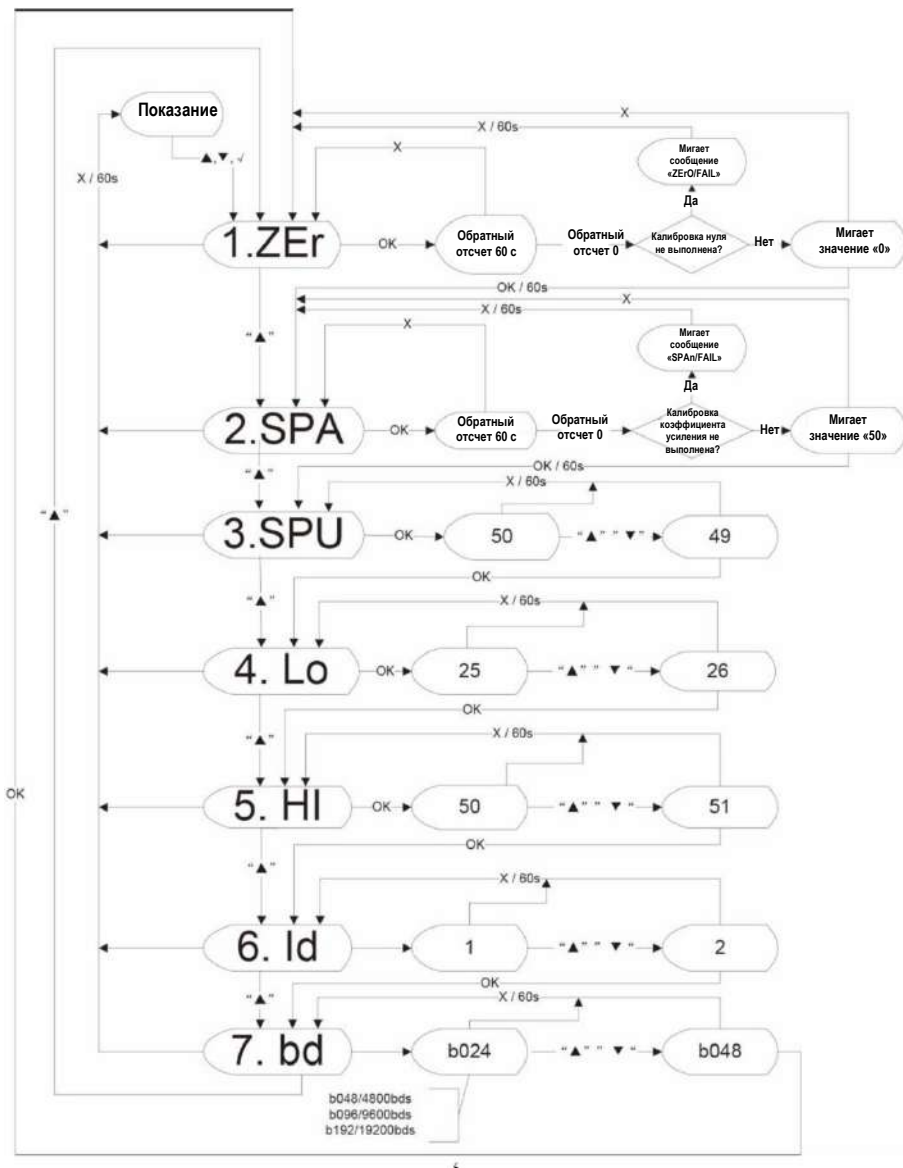 Показание
X / 60s
▲, ▼, √
X
X / 60s
Мигает
сообщение
«ZErO/FAIL»
Да
X
1.ZEr
OK
Обратный
отсчет 60 с
Обратный
отсчет 0
Калибровка нуля
не выполнена?
Нет
Мигает
значение «0»
OK / 60s
X
X / 60s
X
Мигает
сообщение
«SPAn/FAIL»
Да
“▲”
2.SPA
OK
Обратный
отсчет 60 с
Обратный
отсчет 0
Калибровка
коэффициента
усиления не
выполнена?
Нет
Мигает
значение «50»
OK / 60s
X / 60s
“▲”
“▲”
3.SPU
OK
50
“▲” “▼”
49
OK
X / 60s
“▲”
4. Lo
OK
25
“▲” “▼”
26
OK
X / 60s
“▲”
5. HI
OK
50
“▲” “▼”
51
OK
OK
X / 60s
“▲”
6. Id
1
“▲” “▼”
2
OK
X / 60s
“▲”
7. bd
b024
“▲” “▼”
b048
b048/4800bds
b096/9600bds
b192/19200bds